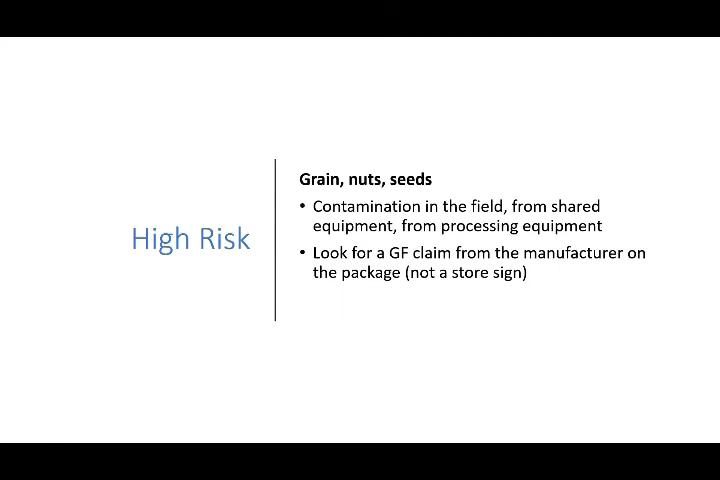 High Risk
Grain, nuts, seeds
• Contamination in the field, from shared
equipment, from processing equipment
• Look for a GF claim from the manufacturer on
the package (not a store sign)